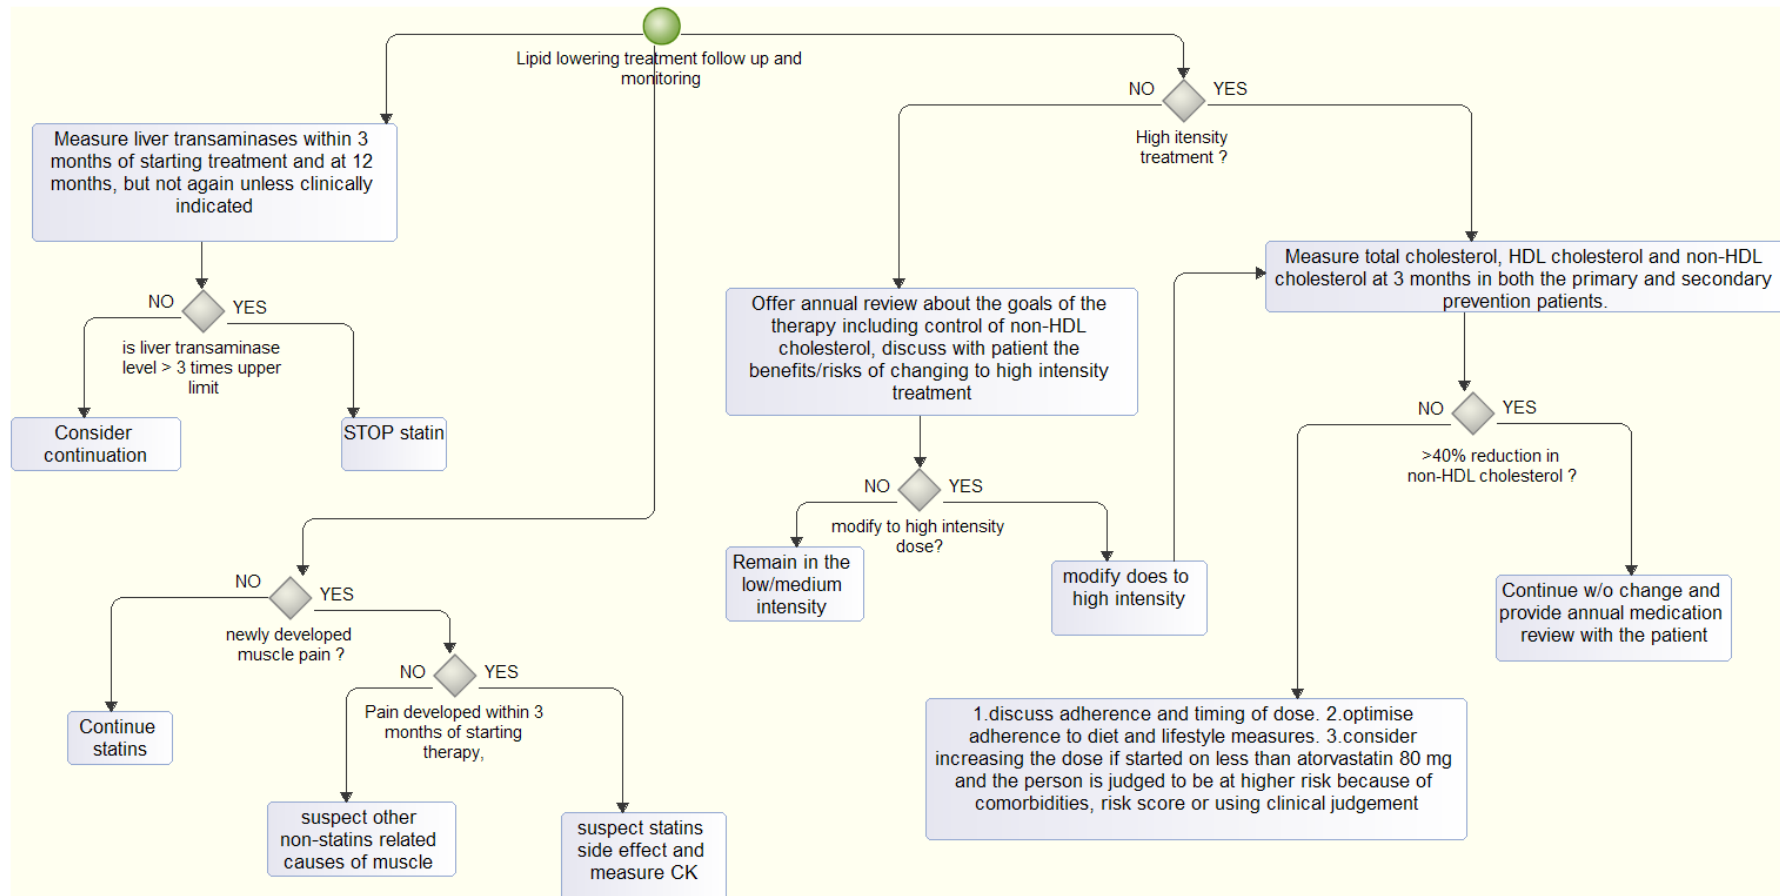 Lipid lowering treatment follow up and
monitoring
NO
YES
High itensity
treatment ?
Measure liver transaminases within 3
months of starting treatment and at 12
months, but not again unless clinically
indicated
NO
YES
is liver transaminase
level > 3 times upper
limit
Consider
continuation
STOP statin
Offer annual review about the goals of the
therapy including control of non-HDL
cholesterol, discuss with patient the
benefits/risks of changing to high intensity
treatment
Measure total cholesterol, HDL cholesterol and non-HDL
cholesterol at 3 months in both the primary and secondary
prevention patients.
NO
YES
>40% reduction in
non-HDL cholesterol ?
NO
YES
modify to high intensity
dose?
Remain in the
low/medium
intensity
modify does to
high intensity
Continue w/o change and
provide annual medication
review with the patient
NO
YES
newly developed
muscle pain ?
Continue
statins
NO
YES
Pain developed within 3
months of starting
therapy,
suspect other
non-statins related
causes of muscle
suspect statins
side effect and
measure CK
1.discuss adherence and timing of dose. 2.optimise
adherence to diet and lifestyle measures. 3.consider
increasing the dose if started on less than atorvastatin 80 mg
and the person is judged to be at higher risk because of
comorbidities, risk score or using clinical judgement